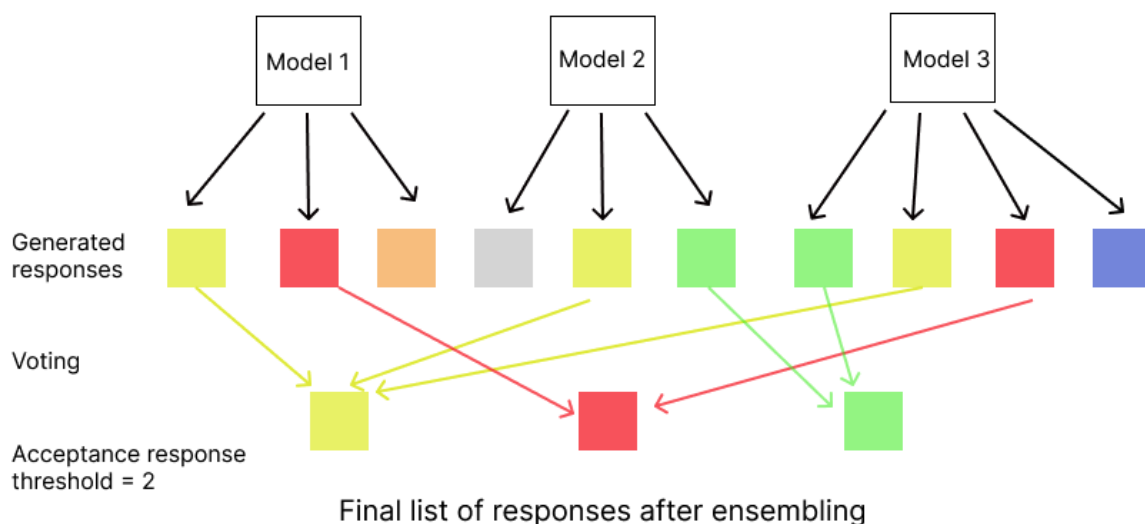 Model 1
Model 2
Model 3
Generated
responses
Voting
Acceptance response
threshold = 2
Final list of responses after ensembling